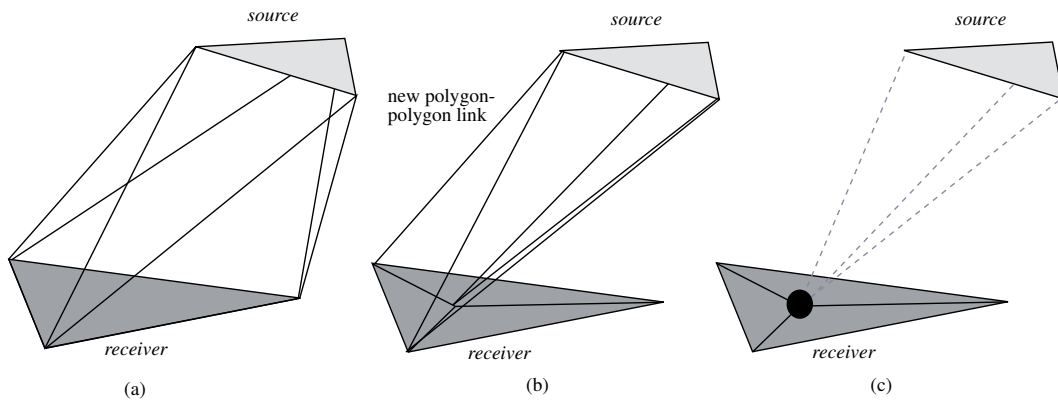 source
source
source
new polygon-
polygon link
receiver
receiver
receiver
(a)
(b)
(c)